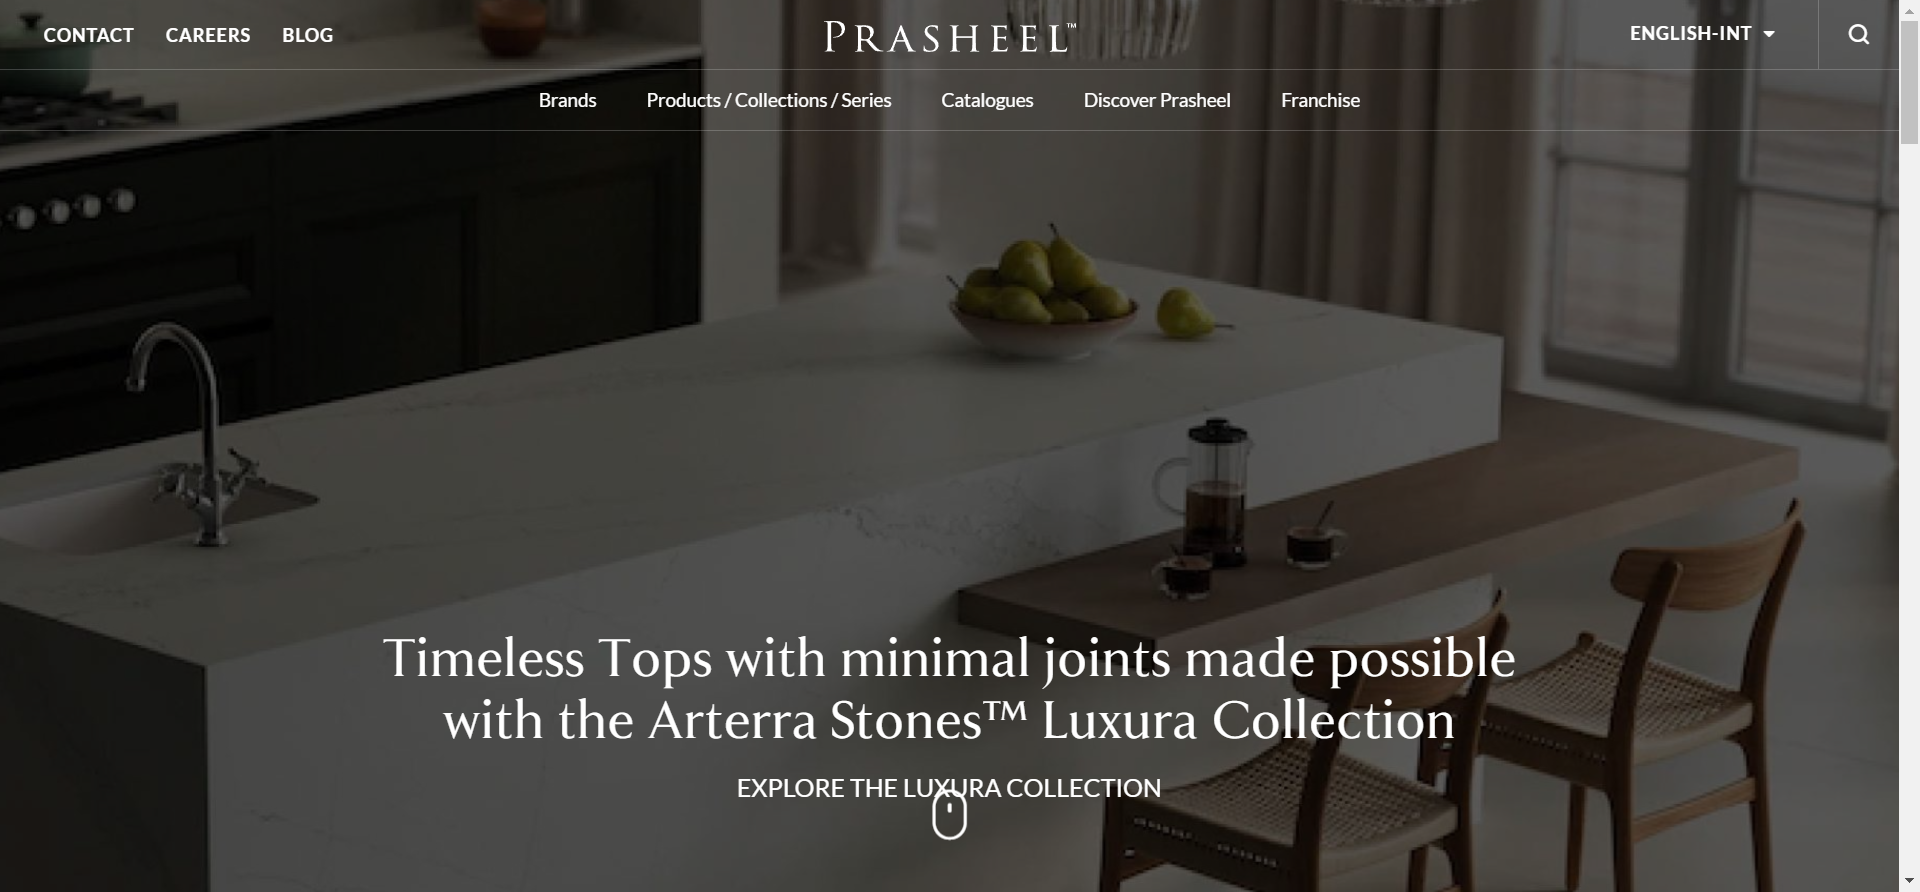 CONTACT CAREERS BLOG
PRASHEEL™
ENGLISH-INT
Brands Products / Collections / Series Catalogues Discover Prasheel Franchise
Timeless Tops with minimal joints made possible
with the Arterra Stones™ Luxura Collection
EXPLORE THE LUXURA COLLECTION